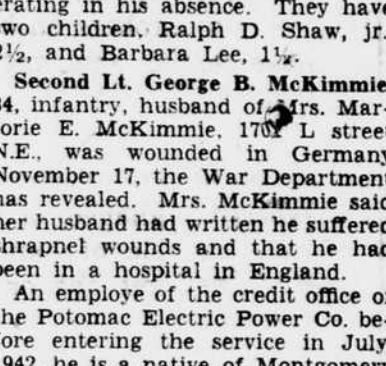 erating in his absence. They have
two children, Ralph D. Shaw, jr.,
2½, and Barbara Lee, 1½.
Second Lt. George B. McKimmie,
34, infantry, husband of Mrs. Mar-
jorie E. McKimmie, L street
N.E., was wounded in Germany
November 17, the War Department
has revealed. Mrs. McKimmie said
her husband had written he suffered
shrapnel wounds and that he had
been in a hospital in England.
An employe of the credit office of
the Potomac Electric Power Co. be-
fore entering the service in July,
1942, he is a native of Montgomery